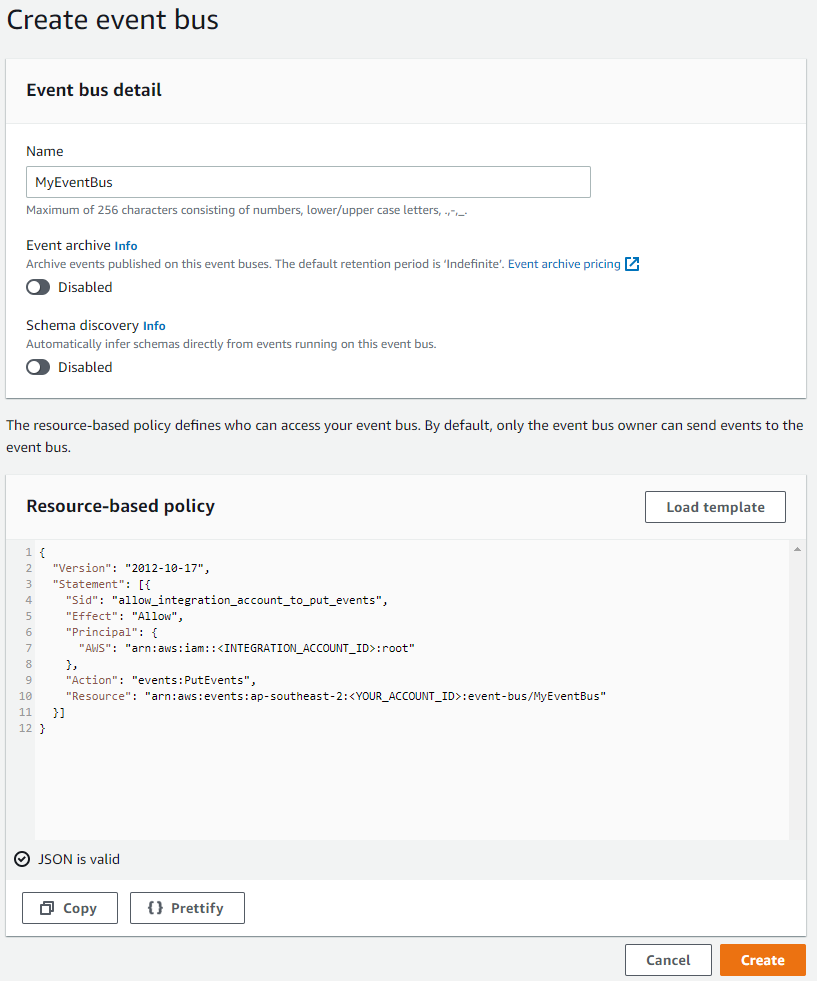 Create event bus
Event bus detail
Name
MyEventBus
Maximum of 256 characters consisting of numbers, lower/upper case letters, .,-,_.
Event archive Info
Archive events published on this event buses. The default retention period is ‘Indefinite’. Event archive pricing
Disabled
Schema discovery Info
Automatically infer schemas directly from events running on this event bus.
Disabled
The resource-based policy defines who can access your event bus. By default, only the event bus owner can send events to the
event bus.
Resource-based policy
Load template
1 {
2   "Version": "2012-10-17",
3   "Statement": [{
4     "Sid": "allow_integration_account_to_put_events",
5     "Effect": "Allow",
6     "Principal": {
7       "AWS": "arn:aws:iam::<INTEGRATION_ACCOUNT_ID>:root"
8     },
9     "Action": "events:PutEvents",
10     "Resource": "arn:aws:events:ap-southeast-2:<YOUR_ACCOUNT_ID>:event-bus/MyEventBus"
11   }]
12 }
JSON is valid
Copy
{} Prettify
Cancel
Create